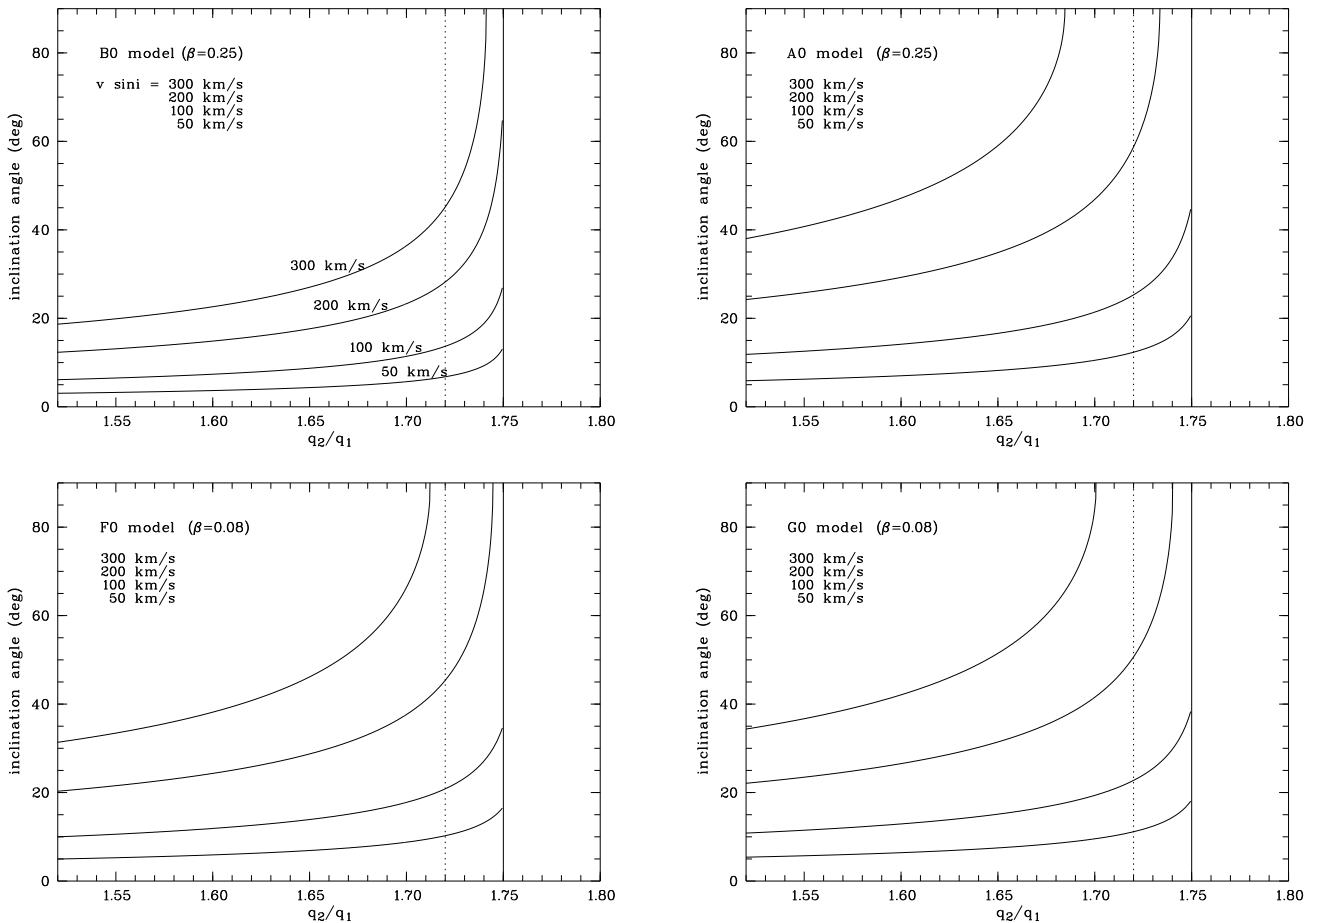 B0 model (β=0.25)
v sini = 300 km/s
200 km/s
100 km/s
50 km/s
300 km/s
200 km/s
100 km/s
50 km/s
80
60
40
20
0
inclination angle (deg)
1.55 1.60 1.65 1.70 1.75 1.80
q2/q1
A0 model (β=0.25)
300 km/s
200 km/s
100 km/s
50 km/s
80
60
40
20
0
inclination angle (deg)
1.55 1.60 1.65 1.70 1.75 1.80
q2/q1
F0 model (β=0.08)
300 km/s
200 km/s
100 km/s
50 km/s
80
60
40
20
0
inclination angle (deg)
1.55 1.60 1.65 1.70 1.75 1.80
q2/q1
G0 model (β=0.08)
300 km/s
200 km/s
100 km/s
50 km/s
80
60
40
20
0
inclination angle (deg)
1.55 1.60 1.65 1.70 1.75 1.80
q2/q1